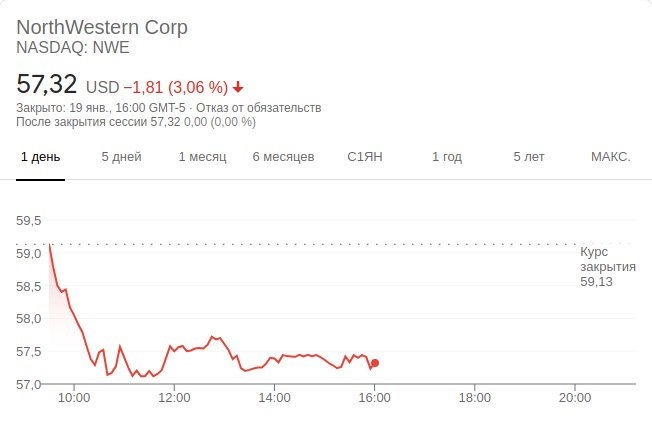 NorthWestern Corp
NASDAQ: NWE
57,32 USD −1,81 (3,06 %)
Закрыто: 19 янв., 16:00 GMT-5 · Отказ от обязательств
После закрытия сессии 57,32 0,00 (0,00 %)
1 день 5 дней 1 месяц 6 месяцев С1ЯН 1 год 5 лет МАКС.
59,5
59,0
58,5
58,0
57,5
57,0
Курс
закрытия
59,13
10:00 12:00 14:00 16:00 18:00 20:00